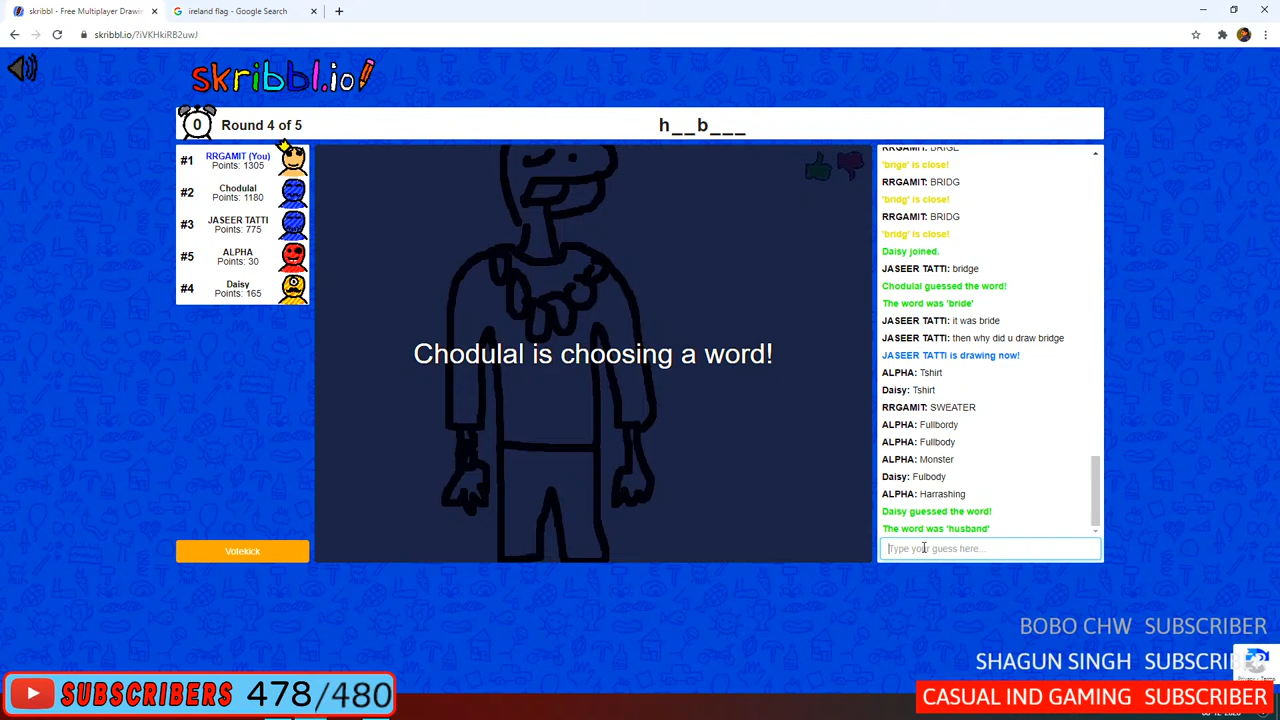 skribbl - Free Multiplayer Drawin
ireland flag - Google Search
skribbl.io/?iVKHkiRB2uwJ
skribbl.io
0
Round 4 of 5
h__b___
#1 RRGAMIT (You)
Points: 1305
#2 Chodulal
Points: 1180
#3 JASEER TATTI
Points: 775
#5 ALPHA
Points: 30
#4 Daisy
Points: 165
Votekick
Chodulal is choosing a word!
RRGAMIT: BRIGE
'brige' is close!
RRGAMIT: BRIDG
'bridg' is close!
RRGAMIT: BRIDG
'bridg' is close!
Daisy joined.
JASEER TATTI: bridge
Chodulal guessed the word!
The word was 'bride'
JASEER TATTI: it was bride
JASEER TATTI: then why did u draw bridge
JASEER TATTI is drawing now!
ALPHA: Tshirt
Daisy: Tshirt
RRGAMIT: SWEATER
ALPHA: Fullbordy
ALPHA: Fullbody
ALPHA: Monster
Daisy: Fulbody
ALPHA: Harrashing
Daisy guessed the word!
The word was 'husband'
Type your guess here...
BOBO CHW SUBSCRIBER
SHAGUN SINGH SUBSCRI
CASUAL IND GAMING SUBSCRIBER
SUBSCRIBERS 478/480